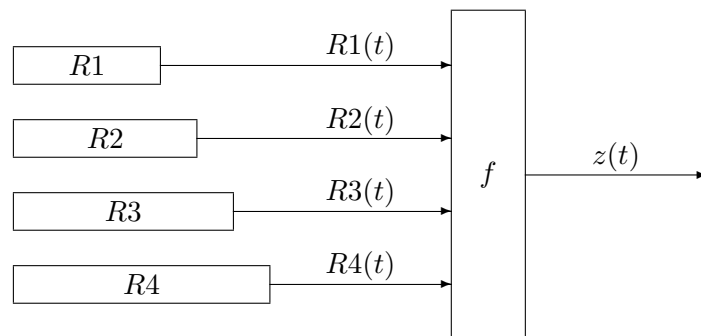 R1
R1(t)
R2
R2(t)
R3
R3(t)
R4
R4(t)
f
z(t)